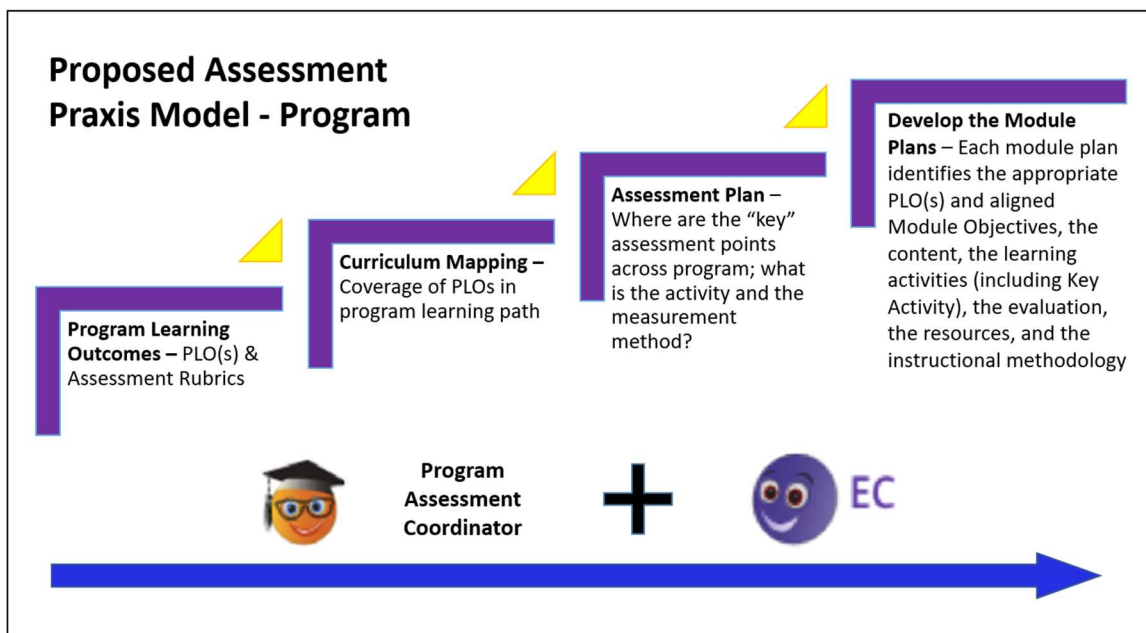 Proposed Assessment
Praxis Model - Program
Program Learning
Outcomes – PLO(s) &
Assessment Rubrics
Curriculum Mapping –
Coverage of PLOs in
program learning path
Assessment Plan –
Where are the “key”
assessment points
across program; what
is the activity and the
measurement
method?
Develop the Module
Plans – Each module plan
identifies the appropriate
PLO(s) and aligned
Module Objectives, the
content, the learning
activities (including Key
Activity), the evaluation,
the resources, and the
instructional methodology
Program
Assessment
Coordinator
EC